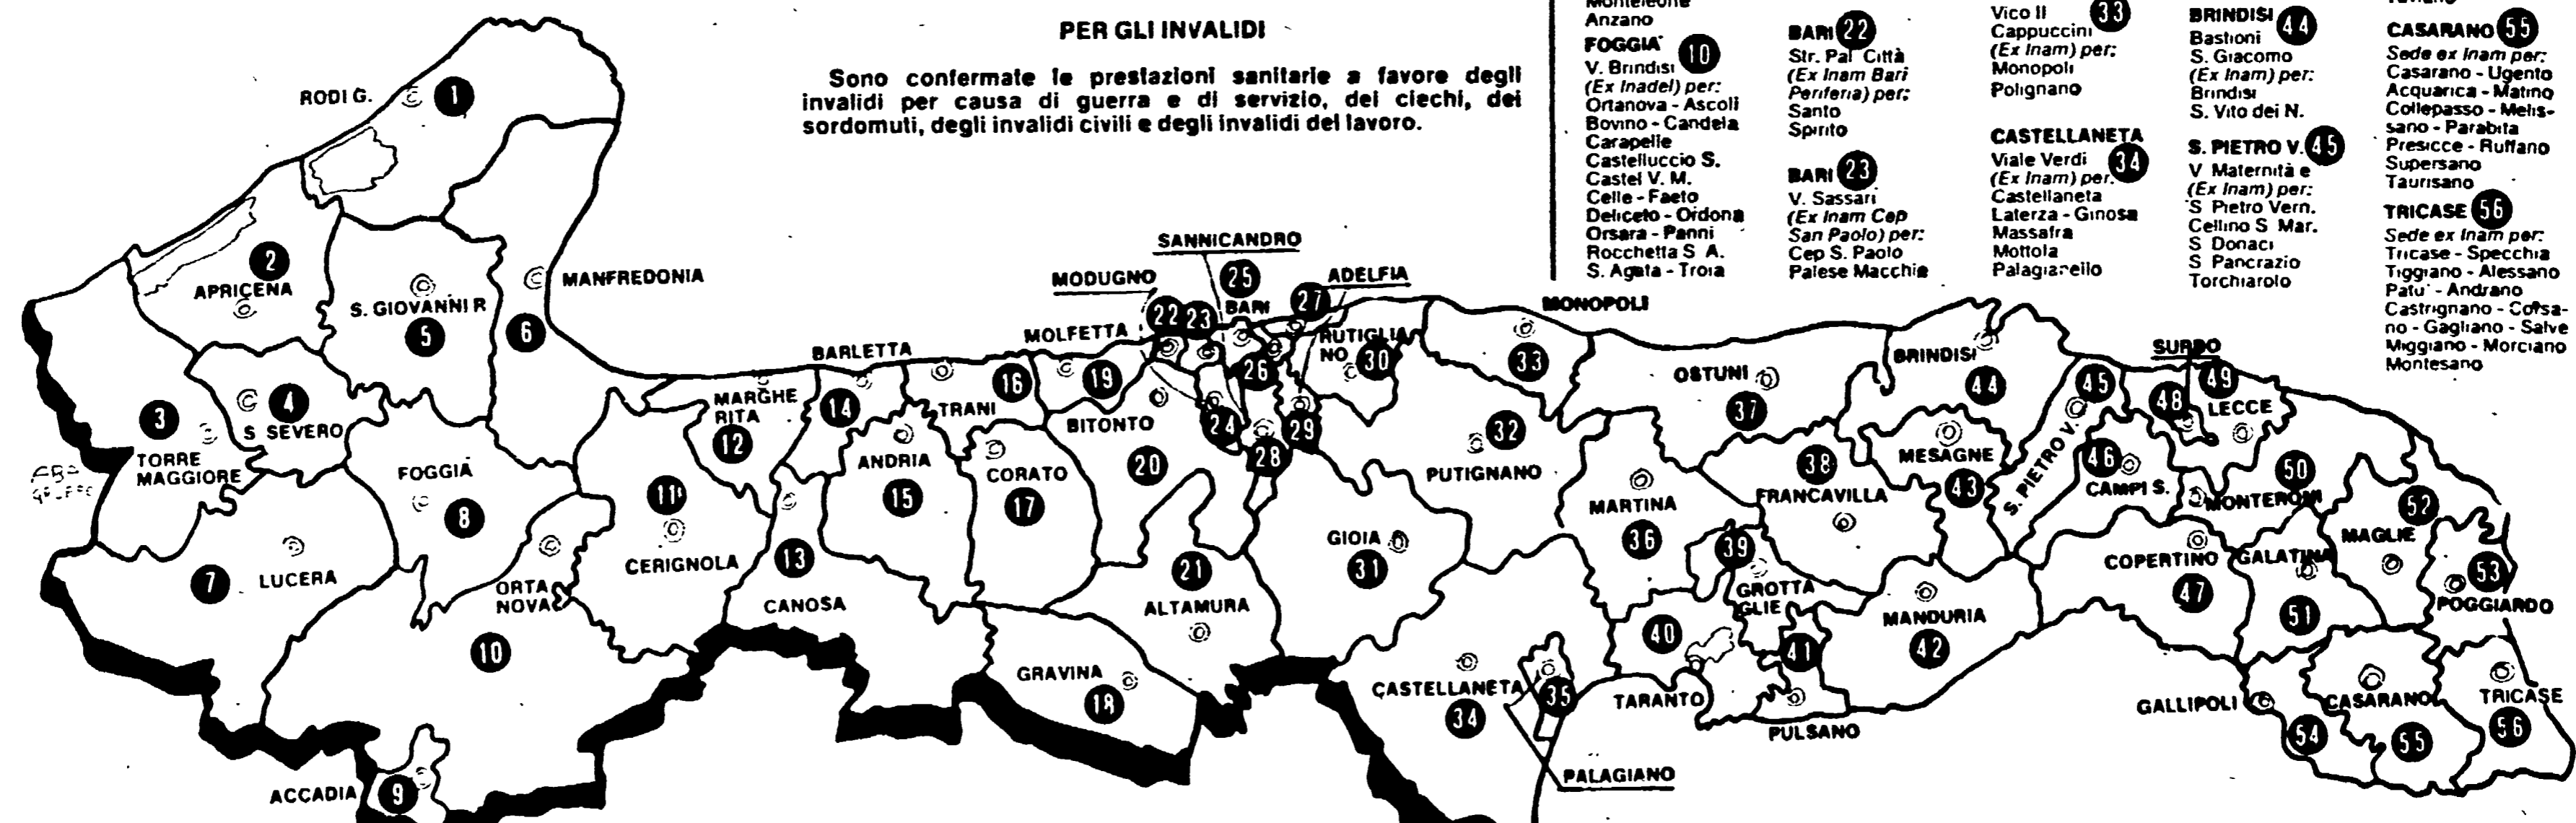 PER GLI INVALIDI
Sono confermate le prestazioni sanitarie a favore degli
invalidi per causa di guerra e di servizio, dei ciechi, dei
sordomuti, degli invalidi civili e degli invalidi del lavoro.
Monteleone
Anzano
FOGGIA 10
V. Brindisi
(Ex Inadel) per:
Ortanova - Ascoli
Bovino - Candela
Carapelle
Castelluccio S.
Castel V. M.
Celle - Faeto
Deliceto - Ordona
Orsara - Panni
Rocchetta S A.
S. Agata - Troia
BARI 22
Str. Pal Città
(Ex Inam Bari
Periferia) per:
Santo
Spirito
BARI 23
V. Sassari
(Ex Inam Cep
San Paolo) per:
Cep S. Paolo
Palese Macchie
Vico II 33
Cappuccini
(Ex Inam) per:
Monopoli
Polignano
CASTELLANETA
Viale Verdi 34
(Ex Inam) per:
Castellaneta
Laterza - Ginosa
Massafra
Mottola
Palagianello
BRINDISI 44
Bastioni
S. Giacomo
(Ex Inam) per:
Brindisi
S. Vito dei N.
S. PIETRO V. 45
V Maternità e
(Ex Inam) per:
S Pietro Vern.
Cellino S Mar.
S Donaci
S Pancrazio
Torchiarolo
CASARANO 55
Sede ex Inam per:
Casarano - Ugento
Acquarica - Matino
Collepasso - Melis-
sano - Parabita
Presicce - Ruffano
Supersano
Taurisano
TRICASE 56
Sede ex Inam per:
Tricase - Specchia
Tiggiano - Alessano
Patu' - Andrano
Castrignano - Corsa-
no - Gagliano - Salve
Miggiano - Morciano
Montesano
RODI G. 1
2
APRICENA
3
TORRE
MAGGIORE
4
S SEVERO
S. GIOVANNI R
5
6
MANFREDONIA
7
LUCERA
FOGGIA
8
ACCADIA 9
ORTA
NOVA
10
11
CERIGNOLA
MARGHE
RITA
12
13
CANOSA
BARLETTA
14
ANDRIA
15
16
TRANI
CORATO
17
GRAVINA
18
MOLFETTA
19
BITONTO
20
21
ALTAMURA
MODUGNO
SANNICANDRO
22
23
24
25
BARI
26
ADELFIA
27
28
29
RUTIGLIA
NO 30
GIOIA
31
32
PUTIGNANO
MONOPOLI
33
CASTELLANETA
34
35
PALAGIANO
MARTINA
36
OSTUNI
37
38
FRANCAVILLA
39
GROTTA
GLIE
40
TARANTO
41
PULSANO
MANDURIA
42
MESAGNE
43
BRINDISI
44
45
S. PIETRO V.
46
CAMPI S.
COPERTINO
47
SURBO
48
49
LECCE
50
MONTERONI
GALATINA
51
52
MAGLIE
53
POGGIARDO
GALLIPOLI
54
CASARANO
55
TRICASE
56